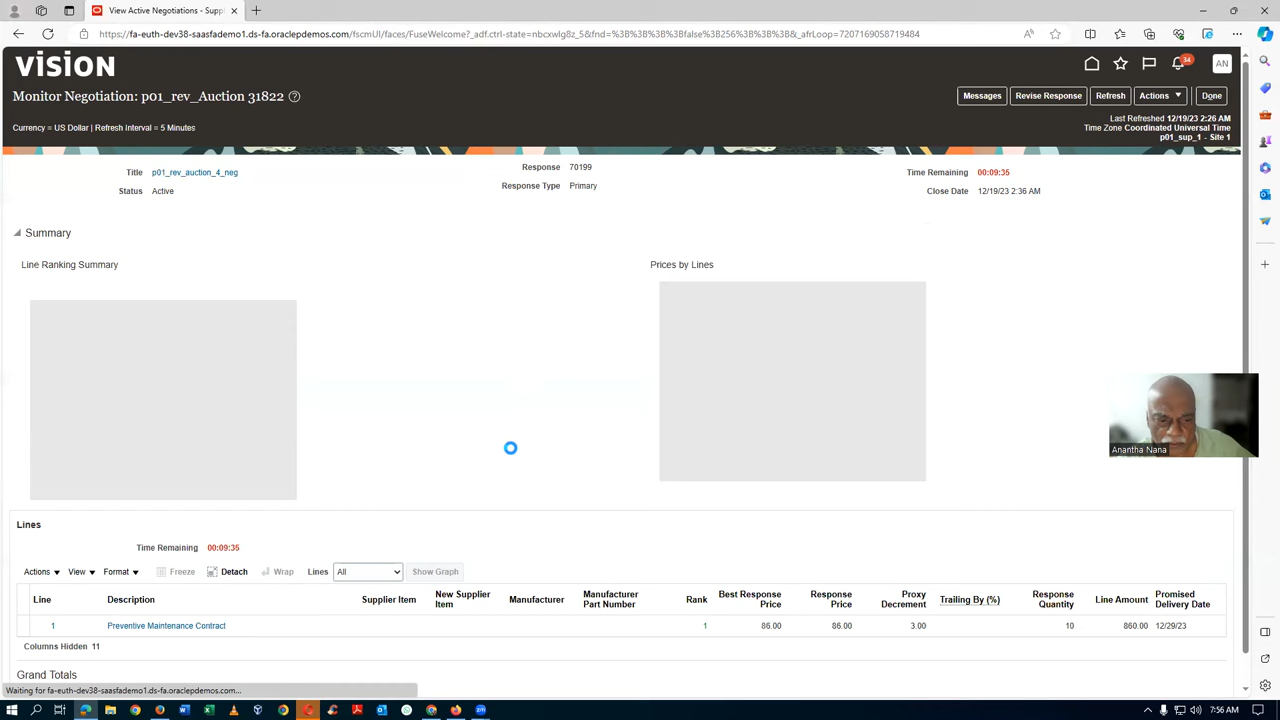 View Active Negotiations - Suppl
https://fa-euth-dev38-saasfademo1.ds-fa.oraclepdemos.com/fscmUI/faces/FuseWelcome?_adf.ctrl-state=nbcxwlg8z_5&fnd=%3B%3B%3B%3Bfalse%3B256%3B%3B%3B&_afrLoop=7207169058719484
VISION
34
AN
Monitor Negotiation: p01_rev_Auction 31822
Messages Revise Response Refresh Actions Done
Last Refreshed 12/19/23 2:26 AM
Currency = US Dollar | Refresh Interval = 5 Minutes
Time Zone Coordinated Universal Time
p01_sup_1 - Site 1
Title p01_rev_auction_4_neg
Response 70199
Time Remaining 00:09:35
Status Active
Response Type Primary
Close Date 12/19/23 2:36 AM
Summary
Line Ranking Summary
Prices by Lines
Anantha Nana
Lines
Time Remaining 00:09:35
Actions View Format Freeze Detach Wrap Lines All Show Graph
Line Description Supplier Item New Supplier Item Manufacturer Manufacturer Part Number Rank Best Response Price Response Price Proxy Decrement Trailing By (%) Response Quantity Line Amount Promised Delivery Date
1 Preventive Maintenance Contract 1 86.00 86.00 3.00 10 860.00 12/29/23
Columns Hidden 11
Grand Totals
Waiting for fa-euth-dev38-saasfademo1.ds-fa.oraclepdemos.com...
7:56 AM